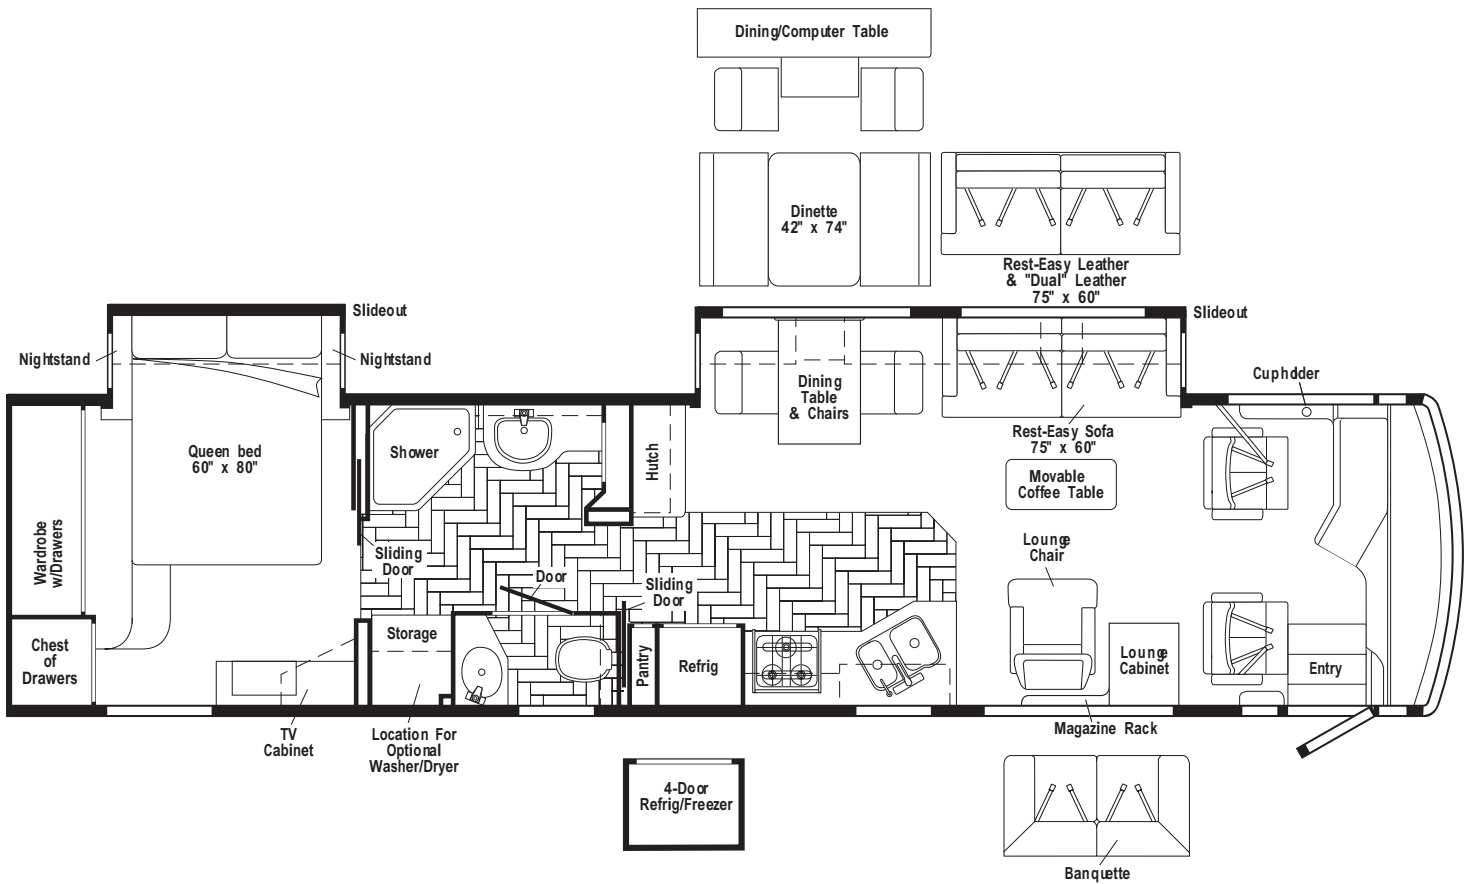 Dining/Computer Table
Dinette
42" x 74"
Rest-Easy Leather
& "Dual" Leather
75" x 60"
Slideout
Slideout
Nightstand
Nightstand
Cupholder
Dining
Table
& Chairs
Rest-Easy Sofa
75" x 60"
Queen bed
60" x 80"
Shower
Hutch
Movable
Coffee Table
Wardrobe
w/Drawers
Sliding
Door
Door
Sliding
Door
Lounge
Chair
Chest
of
Drawers
Storage
Pantry
Refrig
Lounge
Cabinet
Entry
TV
Cabinet
Location For
Optional
Washer/Dryer
Magazine Rack
4-Door
Refrig/Freezer
Banquette